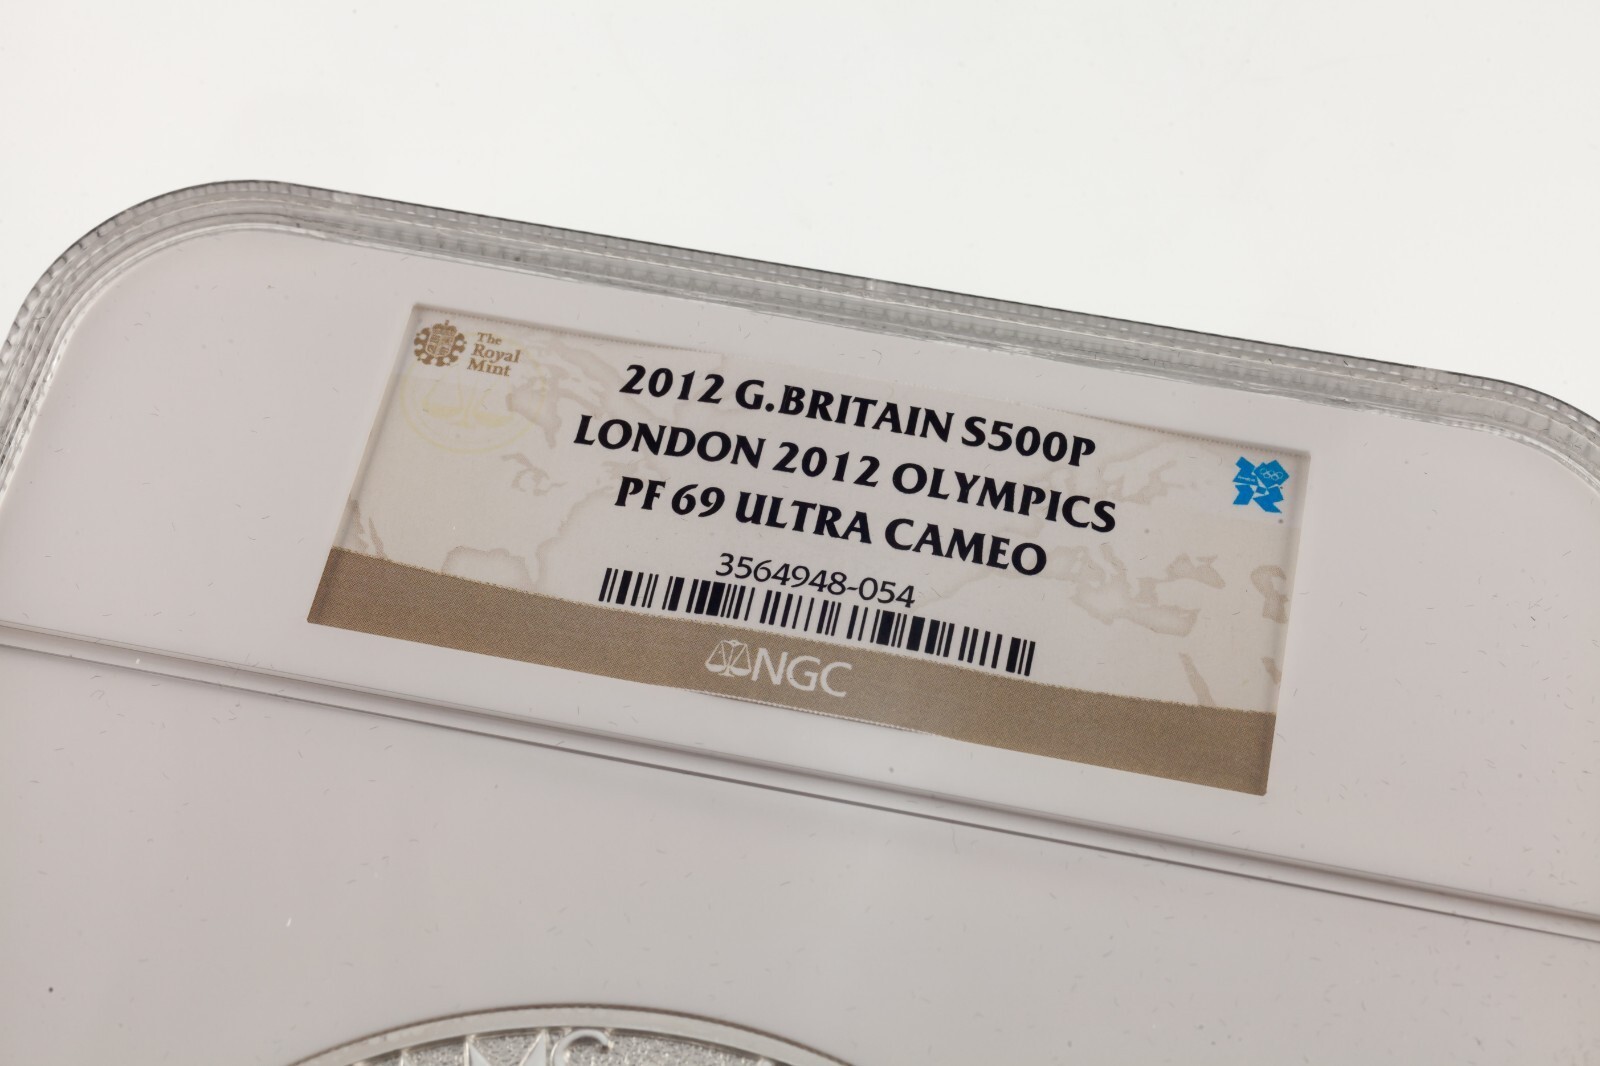 The
Royal
Mint
2012 G.BRITAIN S500P
LONDON 2012 OLYMPICS
PF 69 ULTRA CAMEO
3564948-054
NGC